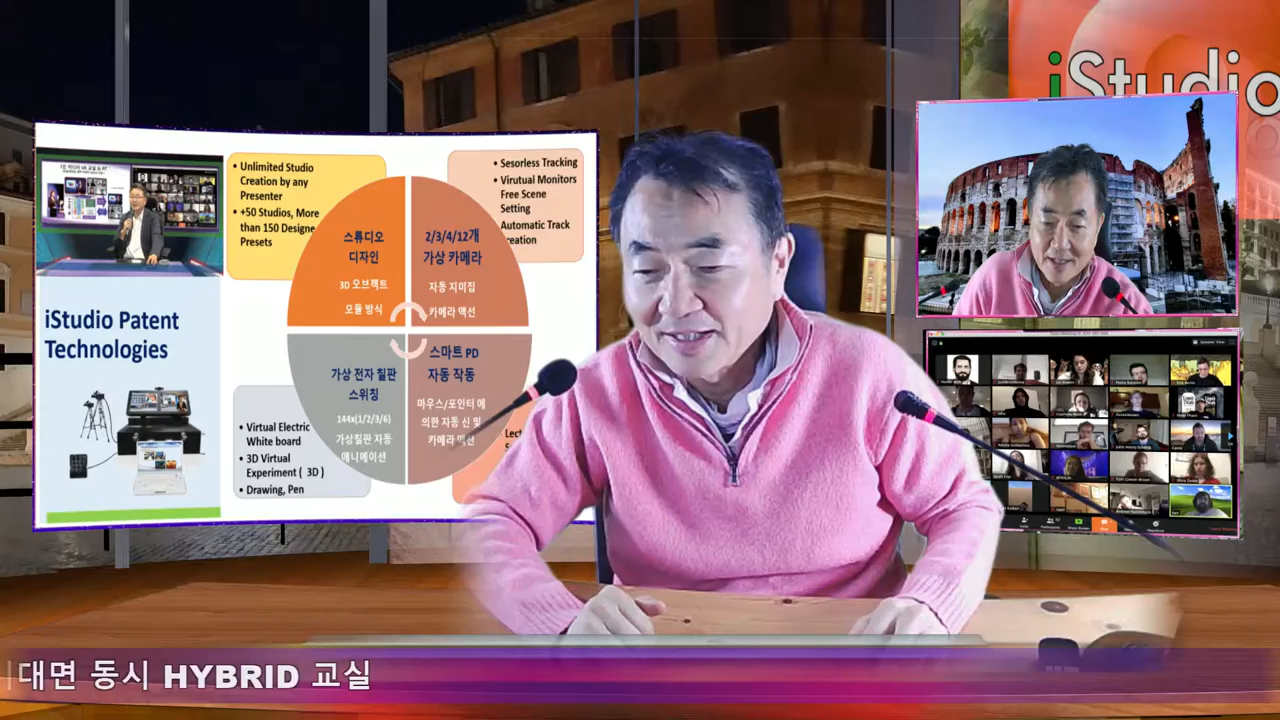 iStudio
iStudio Patent
Technologies
• Unlimited Studio
Creation by any
Presenter
• +50 Studios, More
than 150 Designe
Presets
• Sesorless Tracking
• Virutual Monitors
Free Scene
Setting
Automatic Track
reation
스튜디오
디자인
3D 오브젝트
모듈 방식
2/3/4/12개
가상 카메라
자동 지미집
카메라 액션
가상 전자 칠판
스위칭
144x(1/2/3/6)
가상칠판 자동
애니메이션
스마트 PD
자동 작동
마우스/포인터 에
의한 자동 신 및
카메라 액션
• Virtual Electric
White board
• 3D Virtual
Experiment ( 3D )
• Drawing, Pen
Lect
대면 동시 HYBRID 교실